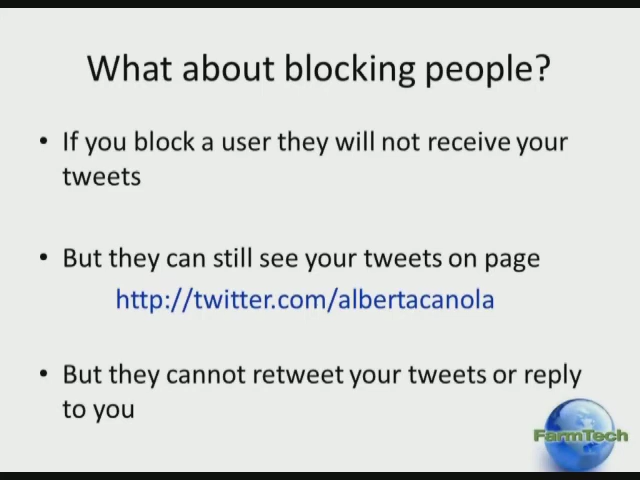 What about blocking people?
• If you block a user they will not receive your
tweets
• But they can still see your tweets on page
http://twitter.com/albertacanola
• But they cannot retweet your tweets or reply
to you
FarmTech